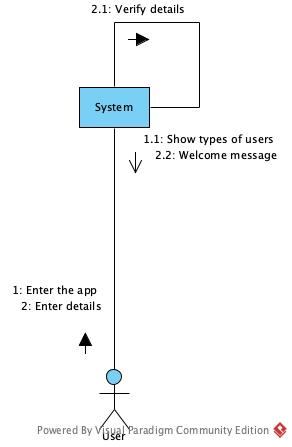 2.1: Verify details
System
1.1: Show types of users
2.2: Welcome message
1: Enter the app
2: Enter details
User
Powered By Visual Paradigm Community Edition